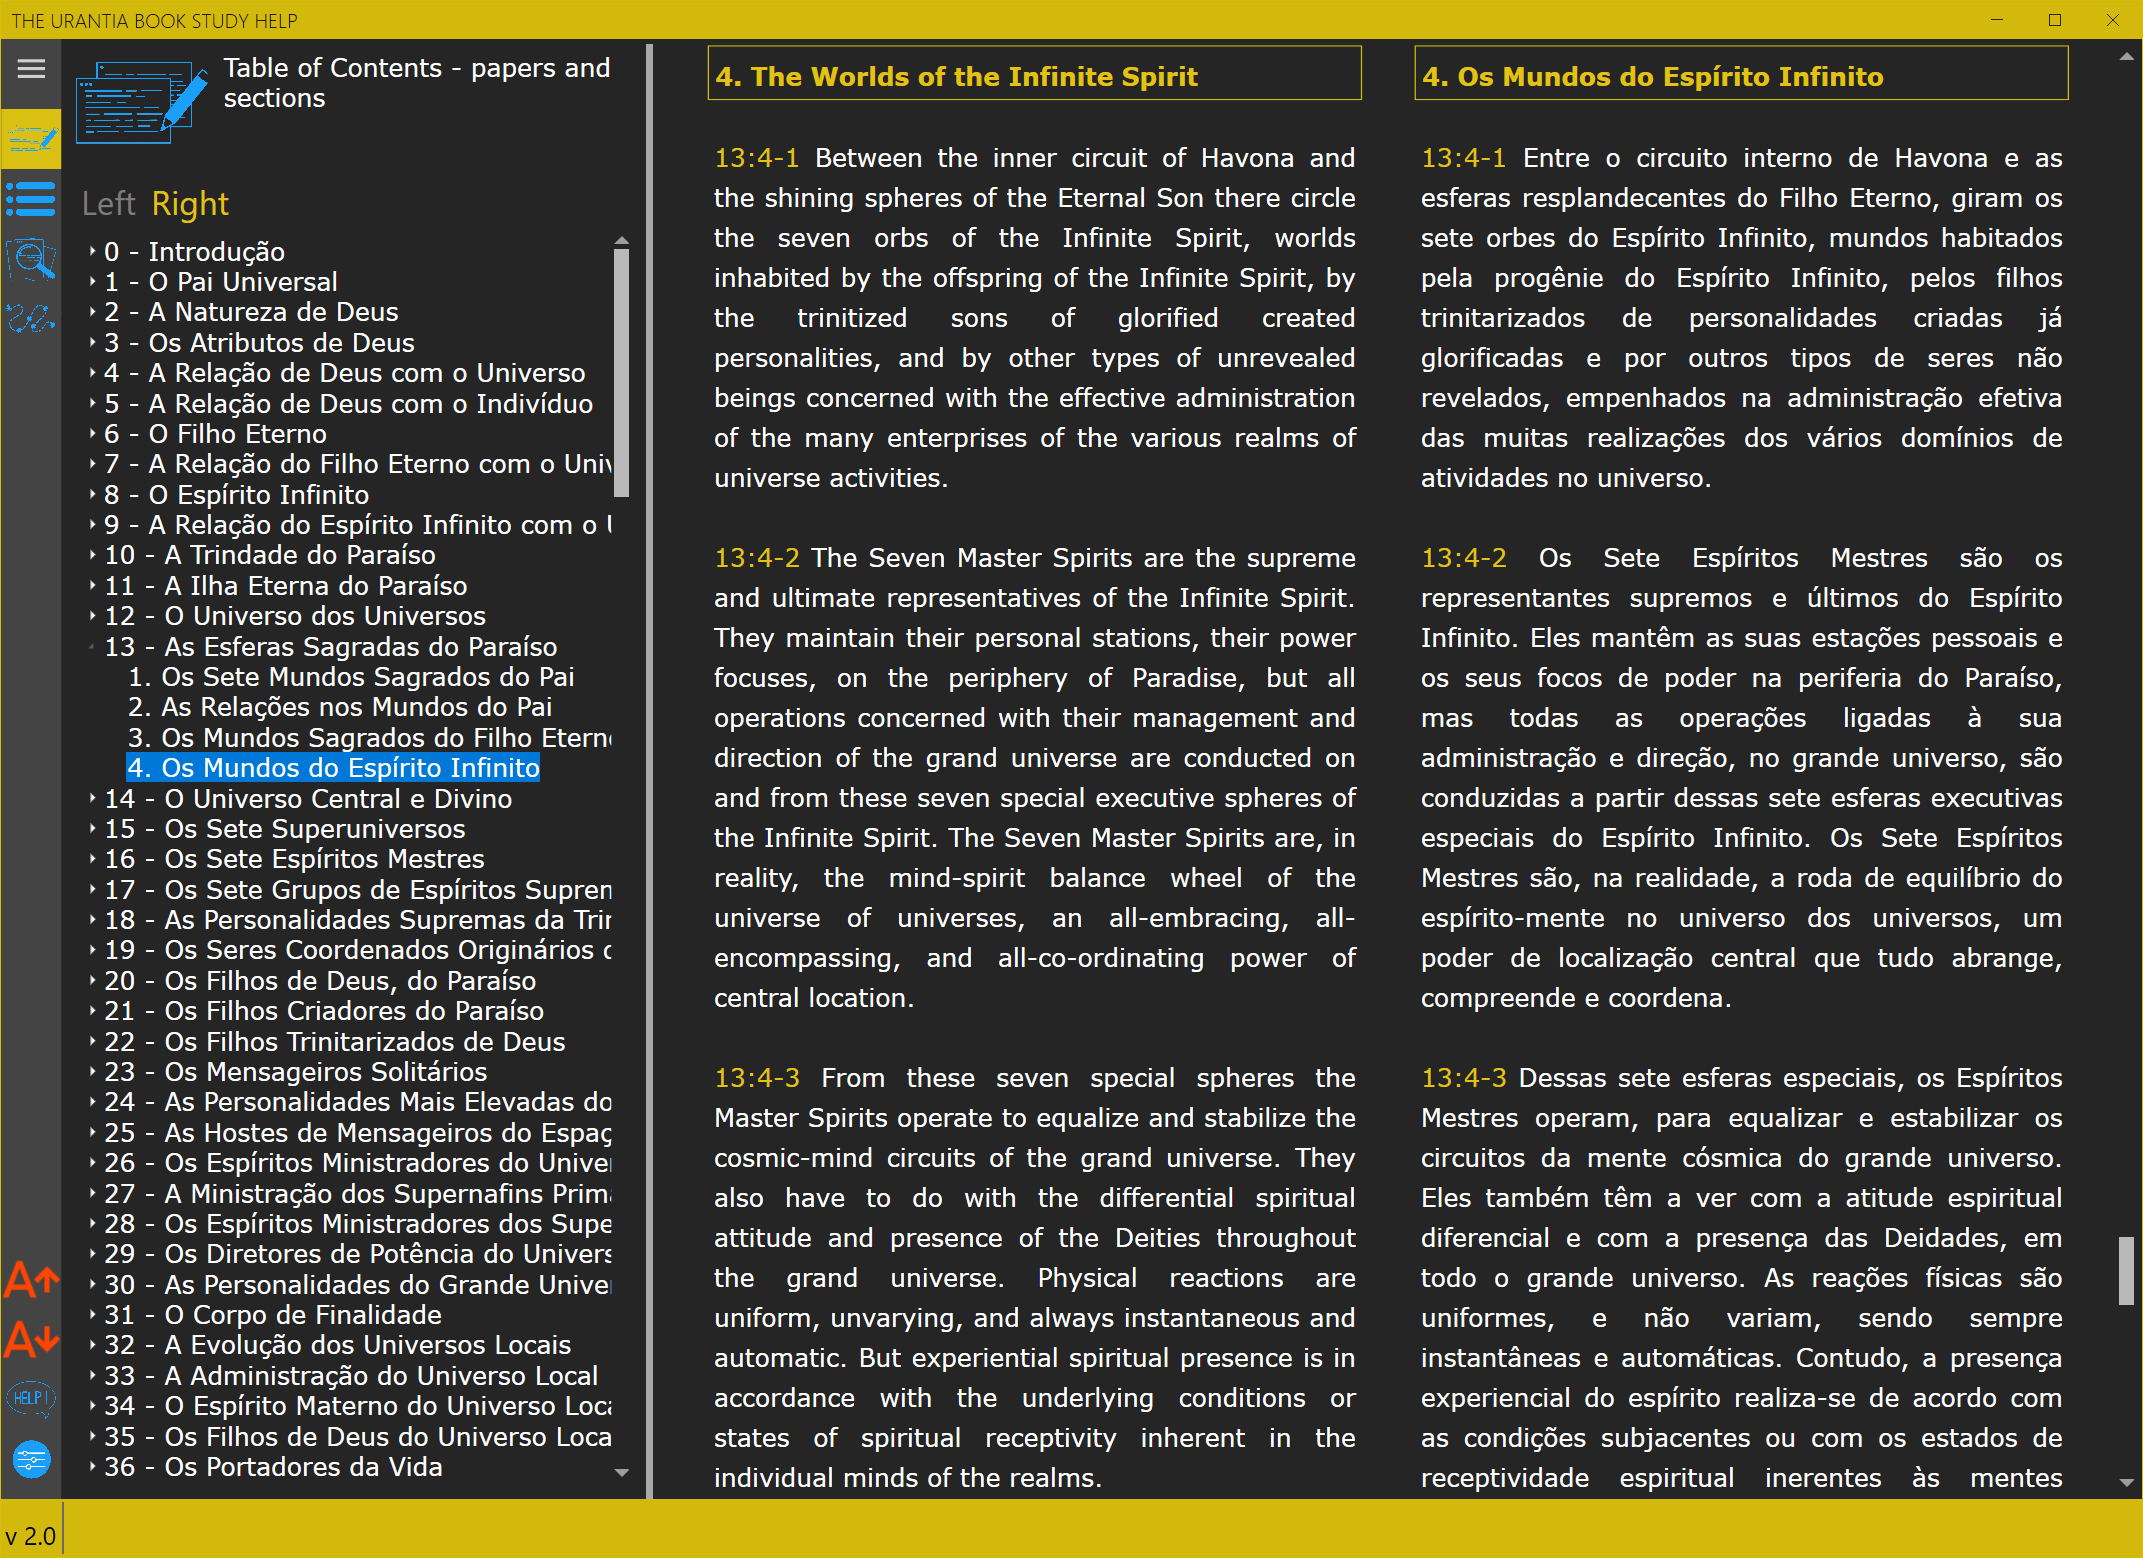 THE URANTIA BOOK STUDY HELP
Table of Contents - papers and
sections
Left Right
0 - Introdução
1 - O Pai Universal
2 - A Natureza de Deus
3 - Os Atributos de Deus
4 - A Relação de Deus com o Universo
5 - A Relação de Deus com o Indivíduo
6 - O Filho Eterno
7 - A Relação do Filho Eterno com o Univ
8 - O Espírito Infinito
9 - A Relação do Espírito Infinito com o
10 - A Trindade do Paraíso
11 - A Ilha Eterna do Paraíso
12 - O Universo dos Universos
13 - As Esferas Sagradas do Paraíso
1. Os Sete Mundos Sagrados do Pai
2. As Relações nos Mundos do Pai
3. Os Mundos Sagrados do Filho Eterno
4. Os Mundos do Espírito Infinito
14 - O Universo Central e Divino
15 - Os Sete Superuniversos
16 - Os Sete Espíritos Mestres
17 - Os Sete Grupos de Espíritos Suprem
18 - As Personalidades Supremas da Trin
19 - Os Seres Coordenados Originários
20 - Os Filhos de Deus, do Paraíso
21 - Os Filhos Criadores do Paraíso
22 - Os Filhos Trinitarizados de Deus
23 - Os Mensageiros Solitários
24 - As Personalidades Mais Elevadas do
25 - As Hostes de Mensageiros do Espaç
26 - Os Espíritos Ministradores do Univer
27 - A Ministração dos Supernafins Prima
28 - Os Espíritos Ministradores dos Supe
29 - Os Diretores de Potência do Univers
30 - As Personalidades do Grande Univer
31 - O Corpo de Finalidade
32 - A Evolução dos Universos Locais
33 - A Administração do Universo Local
34 - O Espírito Materno do Universo Loca
35 - Os Filhos de Deus do Universo Loca
36 - Os Portadores da Vida
A
A
HELP!
v 2.0
4. The Worlds of the Infinite Spirit
13:4-1 Between the inner circuit of Havona and
the shining spheres of the Eternal Son there circle
the seven orbs of the Infinite Spirit, worlds
inhabited by the offspring of the Infinite Spirit, by
the trinitized sons of glorified created
personalities, and by other types of unrevealed
beings concerned with the effective administration
of the many enterprises of the various realms of
universe activities.
13:4-2 The Seven Master Spirits are the supreme
and ultimate representatives of the Infinite Spirit.
They maintain their personal stations, their power
focuses, on the periphery of Paradise, but all
operations concerned with their management and
direction of the grand universe are conducted on
and from these seven special executive spheres of
the Infinite Spirit. The Seven Master Spirits are, in
reality, the mind-spirit balance wheel of the
universe of universes, an all-embracing, all-
encompassing, and all-co-ordinating power of
central location.
13:4-3 From these seven special spheres the
Master Spirits operate to equalize and stabilize the
cosmic-mind circuits of the grand universe. They
also have to do with the differential spiritual
attitude and presence of the Deities throughout
the grand universe. Physical reactions are
uniform, unvarying, and always instantaneous and
automatic. But experiential spiritual presence is in
accordance with the underlying conditions or
states of spiritual receptivity inherent in the
individual minds of the realms.
4. Os Mundos do Espírito Infinito
13:4-1 Entre o circuito interno de Havona e as
esferas resplandecentes do Filho Eterno, giram os
sete orbes do Espírito Infinito, mundos habitados
pela progênie do Espírito Infinito, pelos filhos
trinitarizados de personalidades criadas já
glorificadas e por outros tipos de seres não
revelados, empenhados na administração efetiva
das muitas realizações dos vários domínios de
atividades no universo.
13:4-2 Os Sete Espíritos Mestres são os
representantes supremos e últimos do Espírito
Infinito. Eles mantêm as suas estações pessoais e
os seus focos de poder na periferia do Paraíso,
mas todas as operações ligadas à sua
administração e direção, no grande universo, são
conduzidas a partir dessas sete esferas executivas
especiais do Espírito Infinito. Os Sete Espíritos
Mestres são, na realidade, a roda de equilíbrio do
espírito-mente no universo dos universos, um
poder de localização central que tudo abrange,
compreende e coordena.
13:4-3 Dessas sete esferas especiais, os Espíritos
Mestres operam, para equalizar e estabilizar os
circuitos da mente cósmica do grande universo.
Eles também têm a ver com a atitude espiritual
diferencial e com a presença das Deidades, em
todo o grande universo. As reações físicas são
uniformes, e não variam, sendo sempre
instantâneas e automáticas. Contudo, a presença
experiencial do espírito realiza-se de acordo com
as condições subjacentes ou com os estados de
receptividade espiritual inerentes às mentes